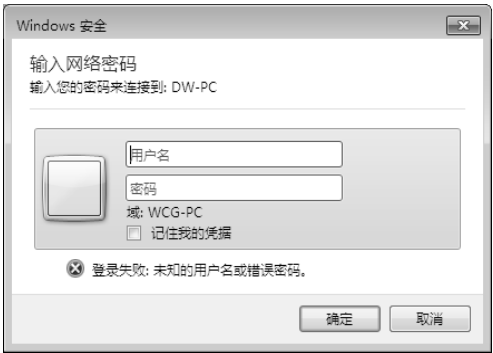 Windows 安全
输入网络密码
输入您的密码来连接到: DW-PC
用户名
密码
域: WCG-PC
记住我的凭据
登录失败: 未知的用户名或错误密码。
确定
取消